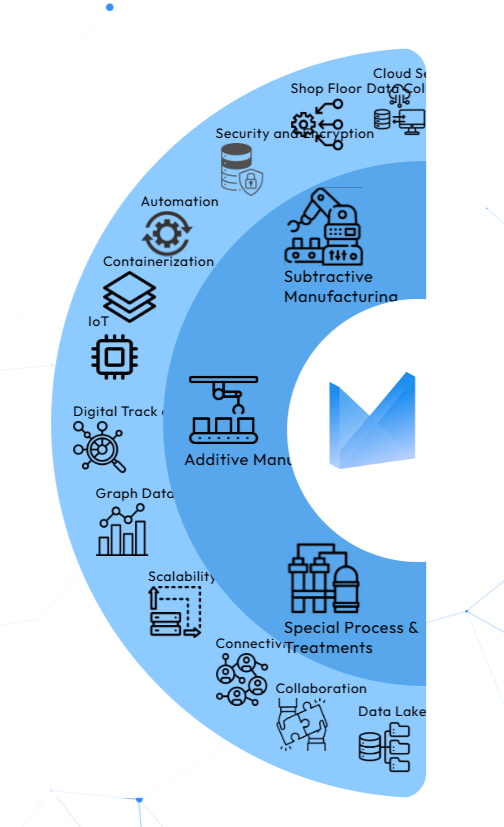 Cloud Se
Shop Floor Data Col
Security and Encryption
Automation
Containerization
IoT
Digital Track
Graph Data
Scalability
Connectiv
Collaboration
Data Lake
Subtractive
Manufacturing
Additive Manu
Special Process &
Treatments